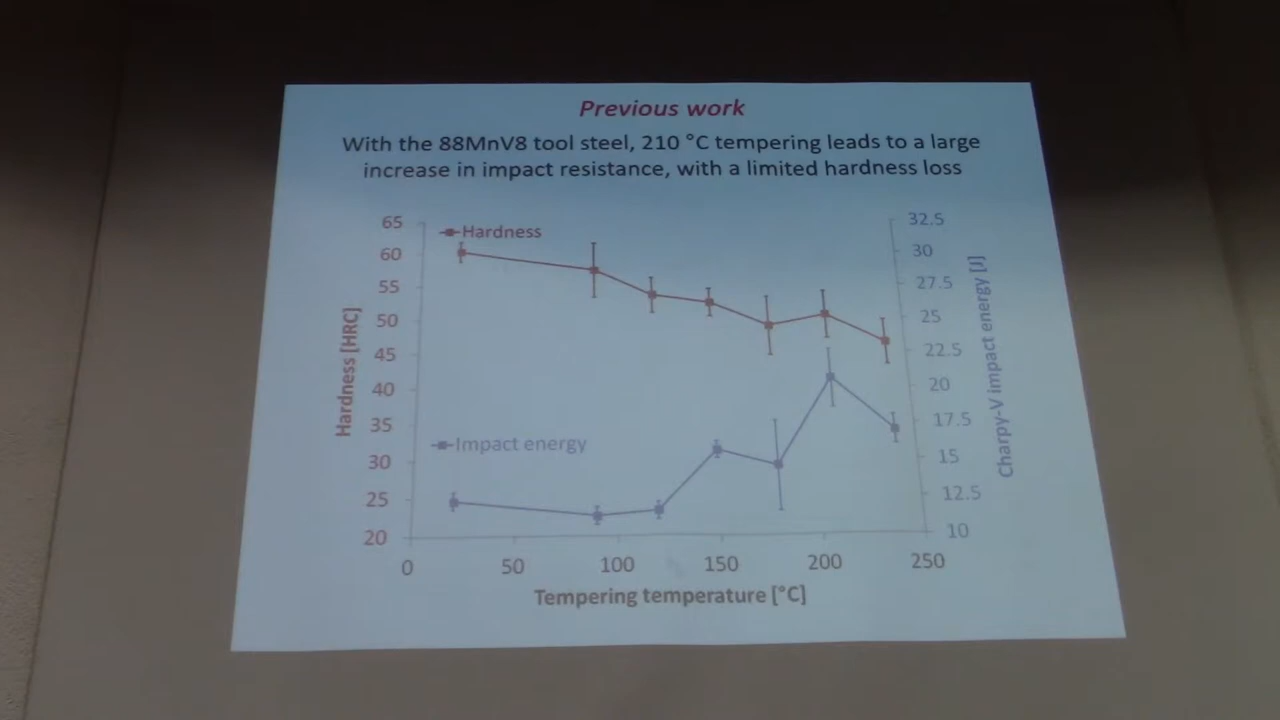 Previous work
With the 88MnV8 tool steel, 210 °C tempering leads to a large
increase in impact resistance, with a limited hardness loss
65
60
55
50
45
40
35
30
25
20
Hardness [HRC]
Hardness
Impact energy
32.5
30
27.5
25
22.5
20
17.5
15
12.5
10
Charpy-V impact energy [J]
0 50 100 150 200 250
Tempering temperature [°C]